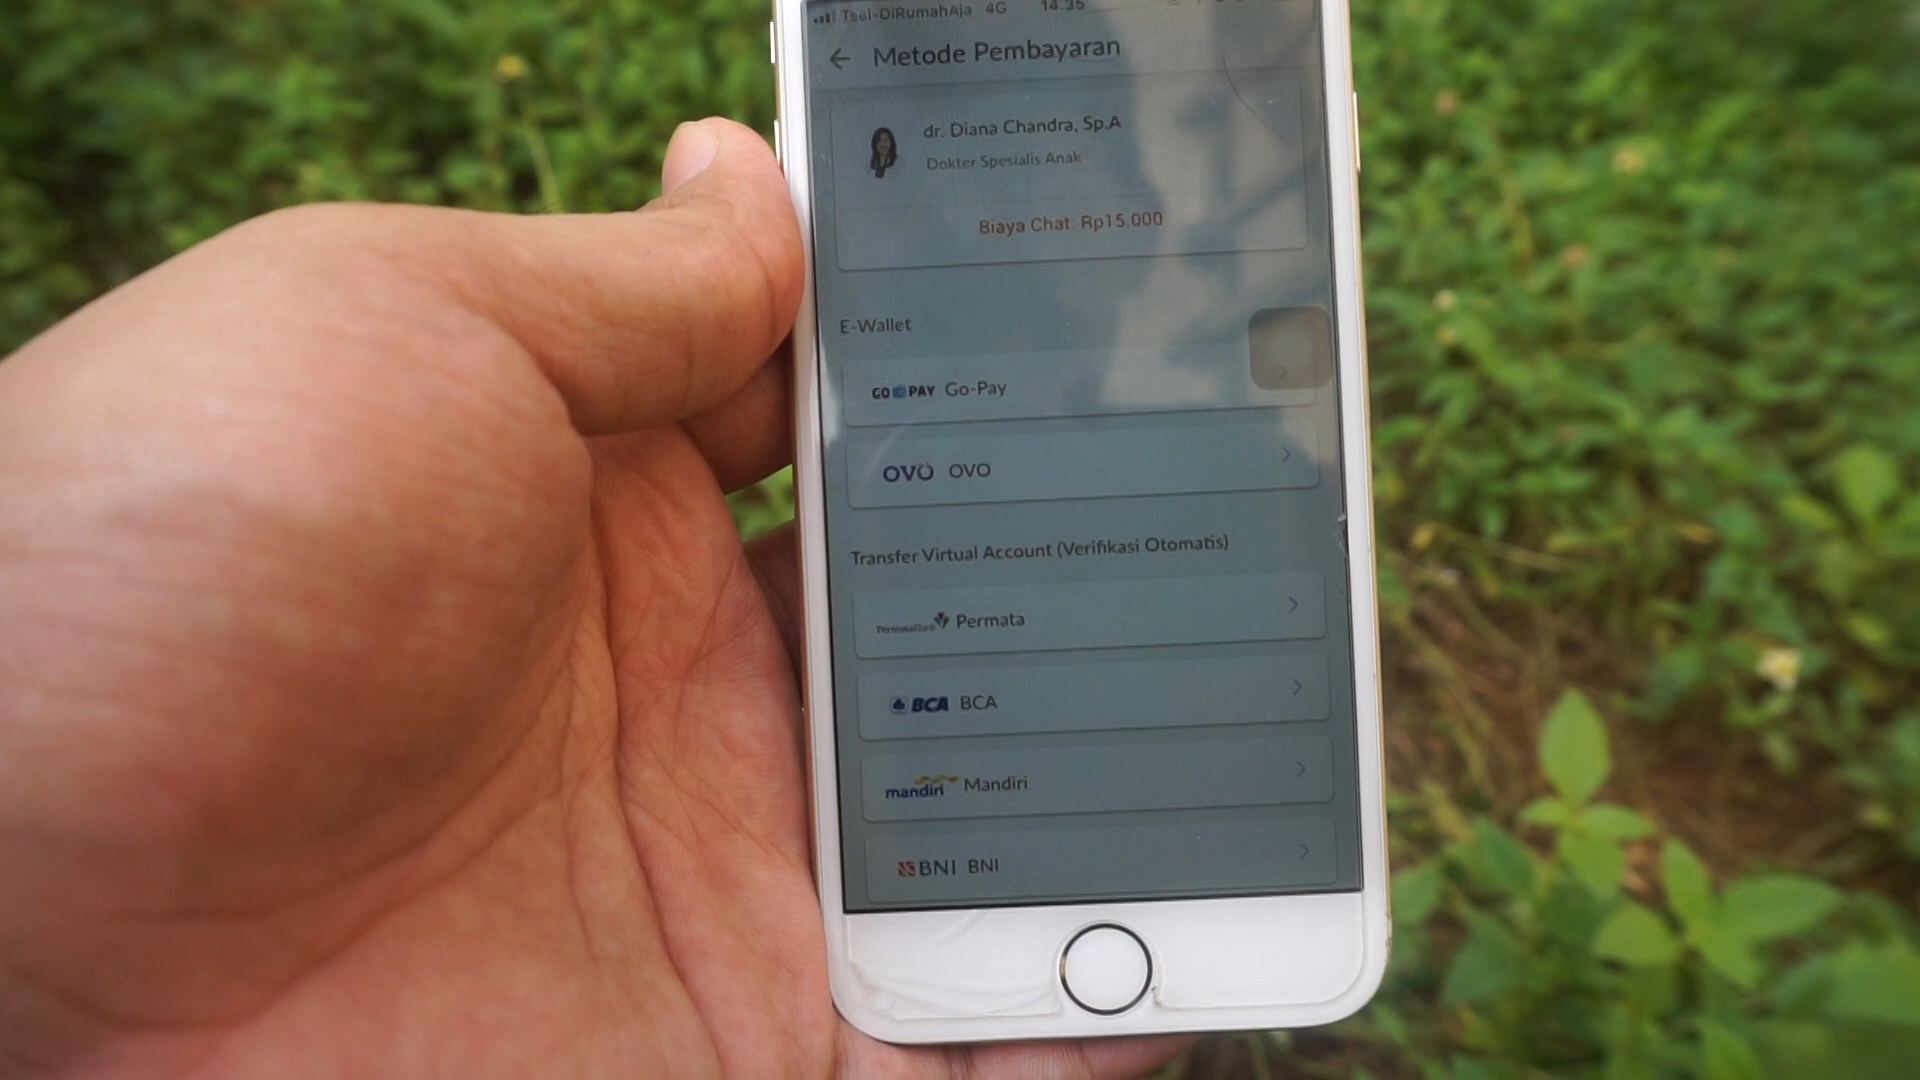 Tsel-DiRumahAja 4G 14.35
Metode Pembayaran
dr. Diana Chandra, Sp.A
Dokter Spesialis Anak
Biaya Chat: Rp15.000
E-Wallet
GO PAY Go-Pay
OVO OVO
Transfer Virtual Account (Verifikasi Otomatis)
PermataBank Permata
BCA BCA
mandiri Mandiri
BNI BNI